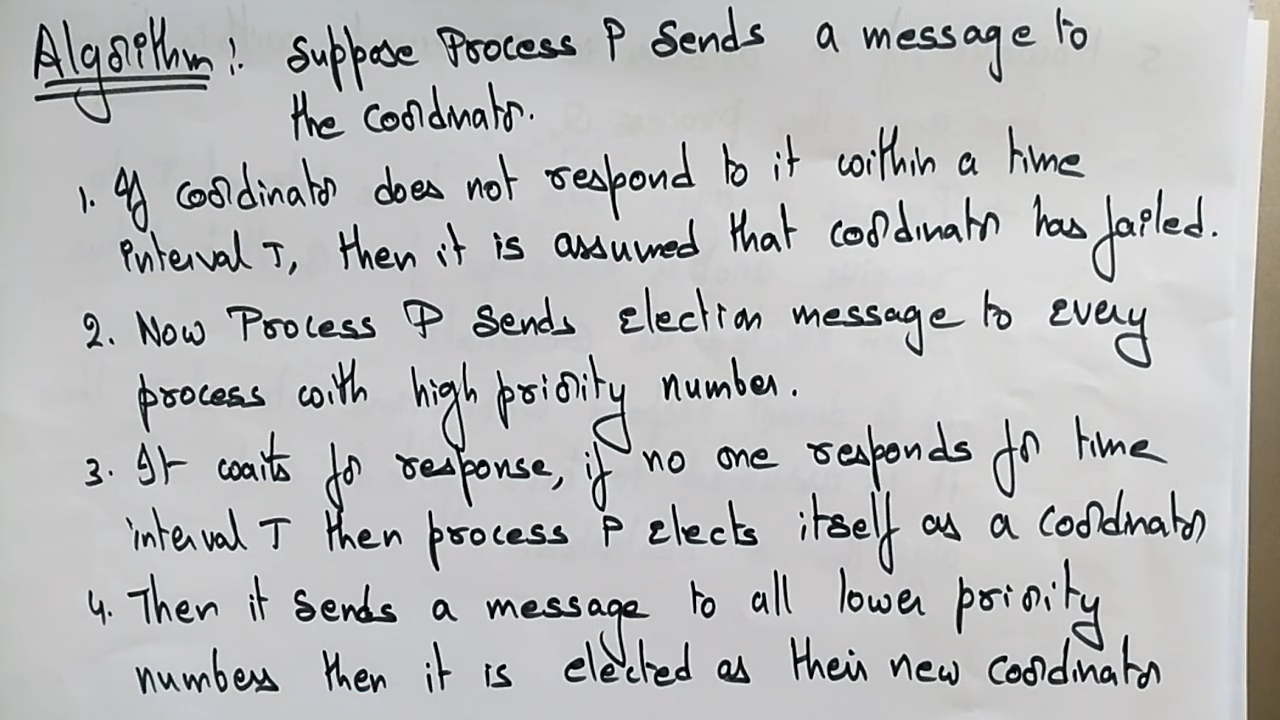 Algorithm : Suppose Process P sends a message to
the coordinator.
1. If coordinator does not respond to it within a time
interval T, then it is assumed that coordinator has failed.
2. Now Process P sends election message to every
process with high priority number.
3. It waits for response, if no one responds for time
interval T then process P elects itself as a coordinator
4. Then it sends a message to all lower priority
numbers then it is elected as their new coordinator